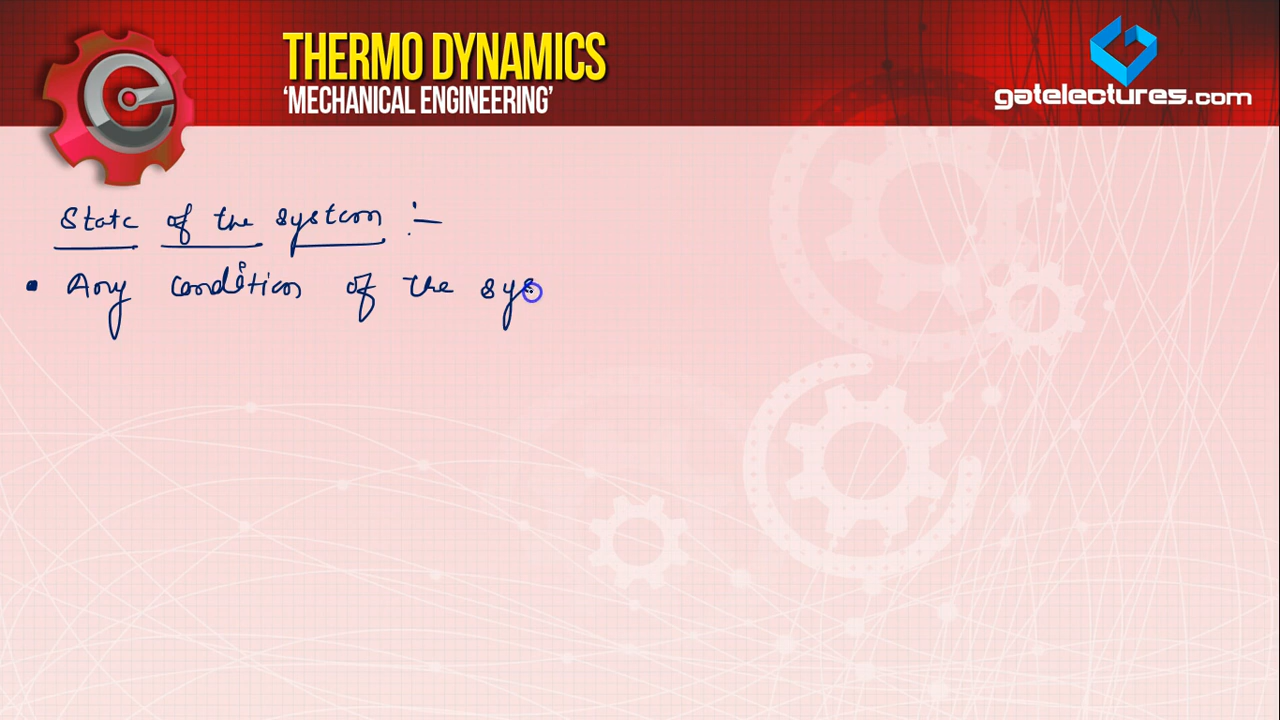 THERMO DYNAMICS
'MECHANICAL ENGINEERING'
gatelectures.com
State of the system :-
• Any condition of the sys